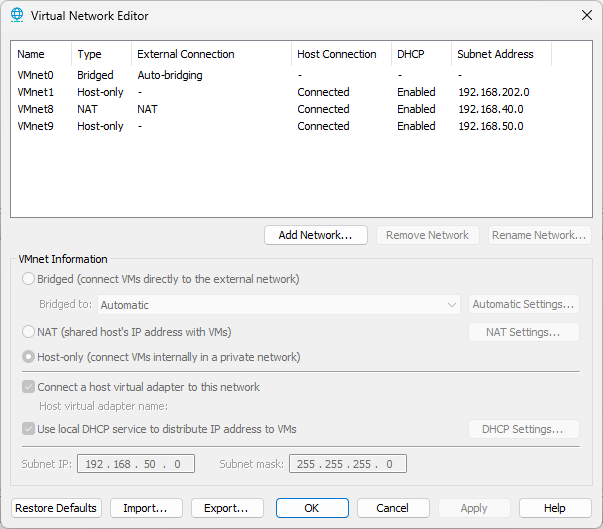 Virtual Network Editor
Name Type External Connection Host Connection DHCP Subnet Address
VMnet0 Bridged Auto-bridging - - -
VMnet1 Host-only - Connected Enabled 192.168.202.0
VMnet8 NAT NAT Connected Enabled 192.168.40.0
VMnet9 Host-only - Connected Enabled 192.168.50.0
Add Network... Remove Network Rename Network...
VMnet Information
Bridged (connect VMs directly to the external network)
Bridged to: Automatic Automatic Settings...
NAT (shared host's IP address with VMs) NAT Settings...
Host-only (connect VMs internally in a private network)
Connect a host virtual adapter to this network
Host virtual adapter name:
Use local DHCP service to distribute IP address to VMs DHCP Settings...
Subnet IP: 192 . 168 . 50 . 0 Subnet mask: 255 . 255 . 255 . 0
Restore Defaults Import... Export... OK Cancel Apply Help